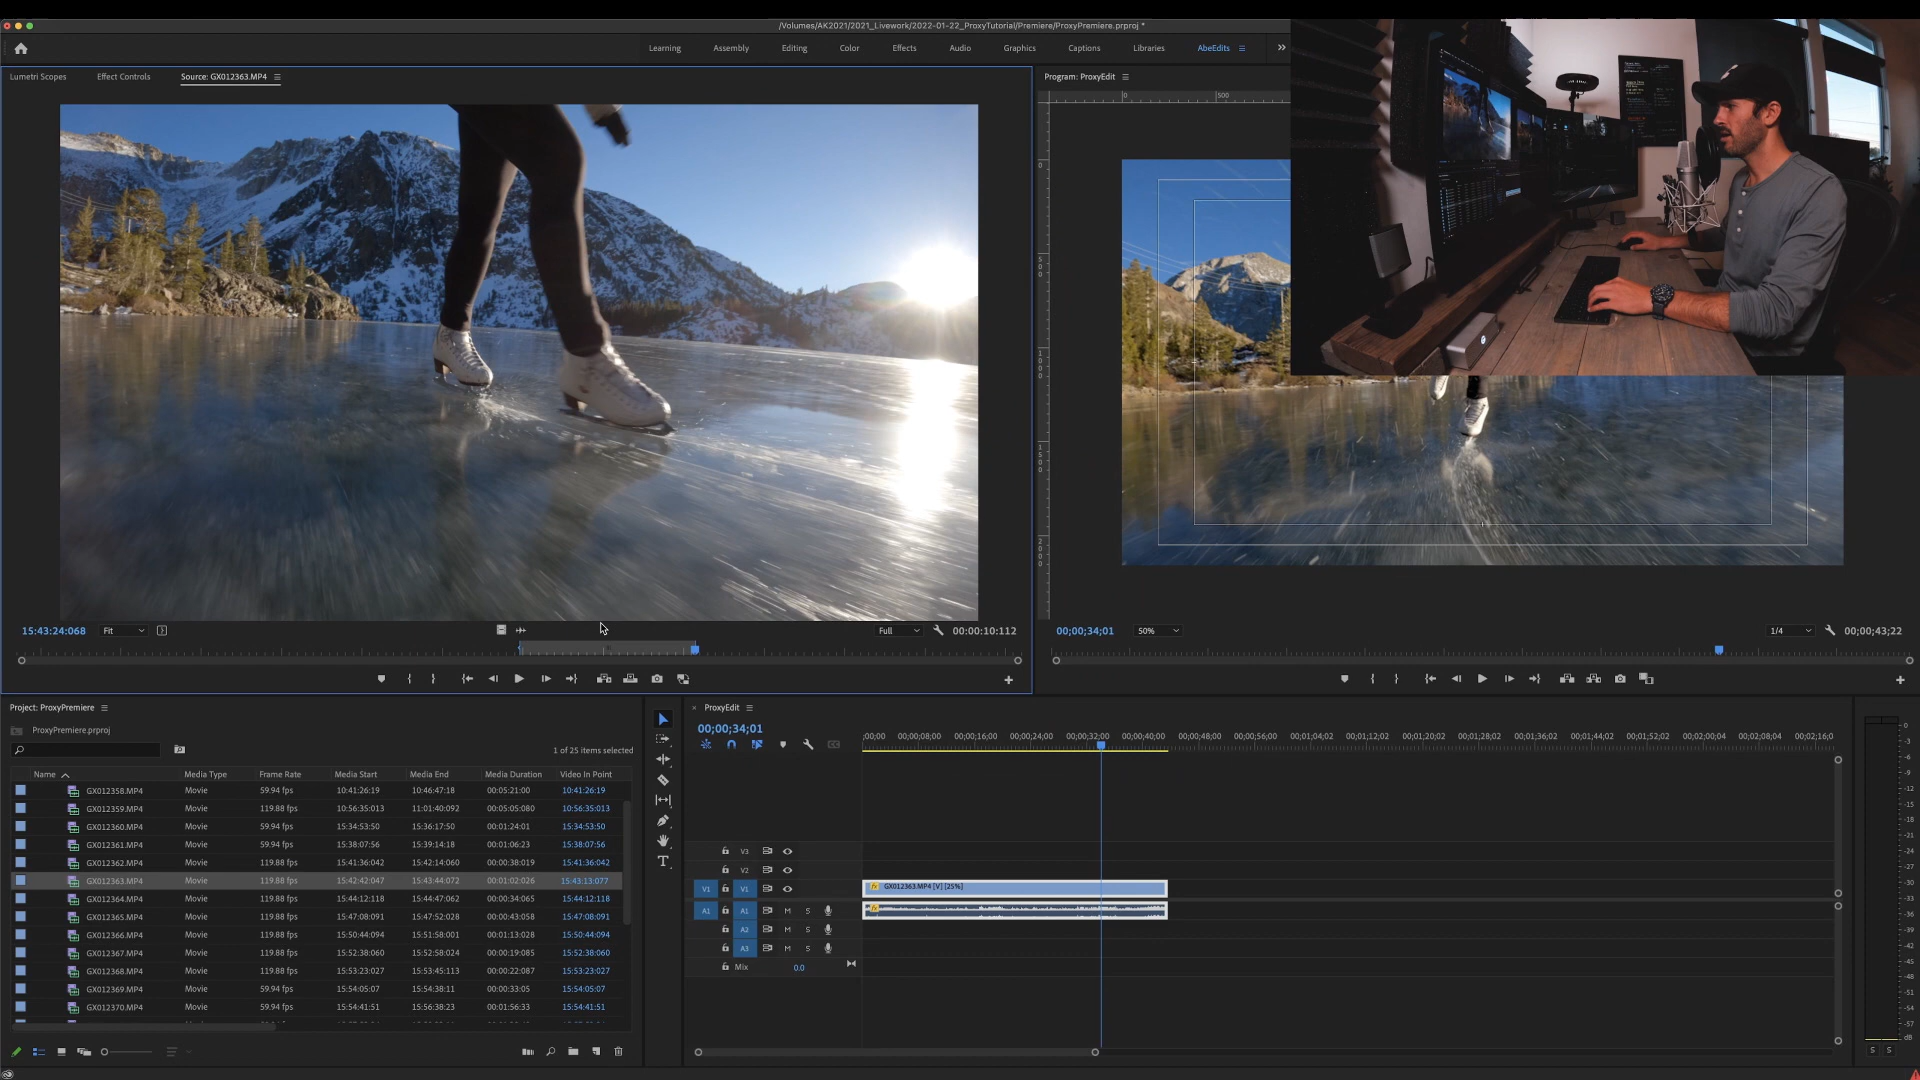 /Volumes/AK2021/2021_Livework/2022-01-22_ProxyTutorial/Premiere/ProxyPremiere.prproj *
Learning Assembly Editing Color Effects Audio Graphics Captions Libraries AbeEdits
Lumetri Scopes Effect Controls Source: GX012363.MP4
Program: ProxyEdit
0 500
15:43:24:068 Fit Full 00:00:10:112
00;00;34;01 50% 1/4 00;00;43;22
Project: ProxyPremiere
ProxyPremiere.prproj
1 of 25 items selected
Name Media Type Frame Rate Media Start Media End Media Duration Video In Point
GX012358.MP4 Movie 59.94 fps 10:41:26:19 10:46:47:18 00:05:21:00 10:41:26:19
GX012359.MP4 Movie 119.88 fps 10:56:35:013 11:01:40:092 00:05:05:080 10:56:35:013
GX012360.MP4 Movie 59.94 fps 15:34:53:50 15:36:17:50 00:01:24:01 15:34:53:50
GX012361.MP4 Movie 59.94 fps 15:38:07:56 15:39:14:18 00:01:06:23 15:38:07:56
GX012362.MP4 Movie 119.88 fps 15:41:36:042 15:42:14:060 00:00:38:019 15:41:36:042
GX012363.MP4 Movie 119.88 fps 15:42:42:047 15:43:44:072 00:01:02:026 15:43:13:077
GX012364.MP4 Movie 119.88 fps 15:44:12:118 15:44:47:062 00:00:34:065 15:44:12:118
GX012365.MP4 Movie 119.88 fps 15:47:08:091 15:47:52:028 00:00:43:058 15:47:08:091
GX012366.MP4 Movie 119.88 fps 15:50:44:094 15:51:58:001 00:01:13:028 15:50:44:094
GX012367.MP4 Movie 119.88 fps 15:52:38:060 15:52:58:024 00:00:19:085 15:52:38:060
GX012368.MP4 Movie 119.88 fps 15:53:23:027 15:53:45:113 00:00:22:087 15:53:23:027
GX012369.MP4 Movie 59.94 fps 15:54:05:07 15:54:38:11 00:00:33:05 15:54:05:07
GX012370.MP4 Movie 59.94 fps 15:54:41:51 15:56:38:23 00:01:56:33 15:54:41:51
ProxyEdit
00;00;34;01
;00;00 00;00;08;00 00;00;16;00 00;00;24;00 00;00;32;00 00;00;40;00 00;00;48;00 00;00;56;00 00;01;04;02 00;01;12;02 00;01;20;02 00;01;28;02 00;01;36;02 00;01;44;02 00;01;52;02 00;02;00;04 00;02;08;04 00;02;16;0
V3
V2
V1 V1 GX012363.MP4 [V] [25%]
A1 A1 M S
A2 M S
A3 M S
Mix 0.0
0
-3
-6
-9
-12
-15
-18
-21
-24
-27
-30
-33
-36
-39
-42
-45
-48
-51
-54
-57
dB
S S